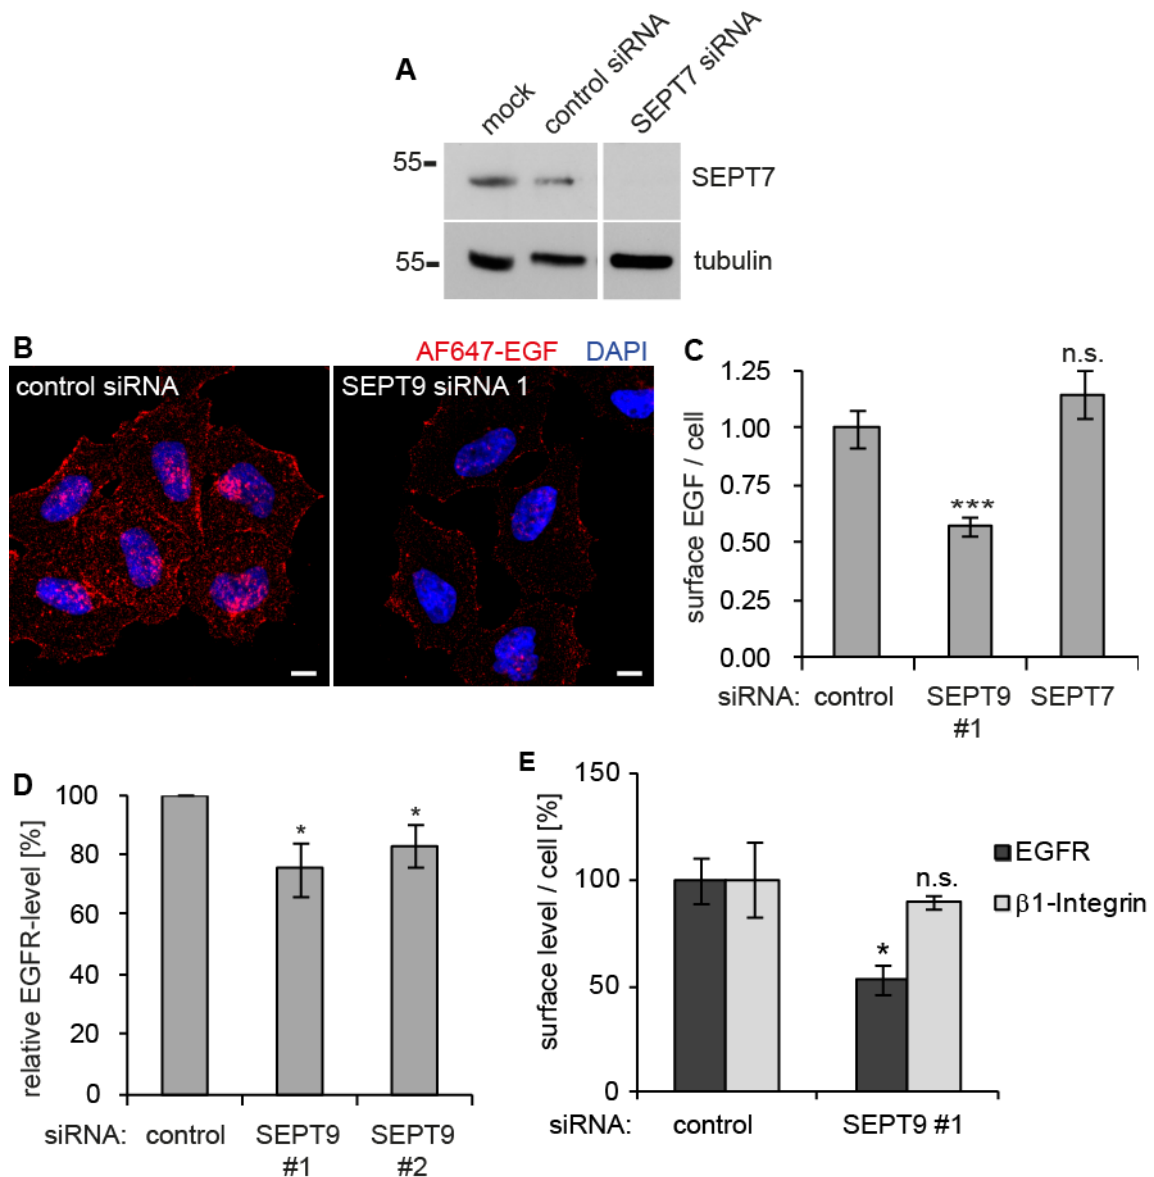 A
mock
control siRNA
SEPT7 siRNA
55
SEPT7
55
tubulin
B
AF647-EGF DAPI
control siRNA
SEPT9 siRNA 1
C
n.s.
1.25
1.00
***
0.75
0.50
0.25
0.00
surface EGF / cell
siRNA: control SEPT9 #1 SEPT7
D
100
80
60
40
20
0
* *
relative EGFR-level [%]
siRNA: control SEPT9 #1 SEPT9 #2
E
150
100
50
0
surface level / cell [%]
EGFR
β1-Integrin
n.s.
*
siRNA: control SEPT9 #1